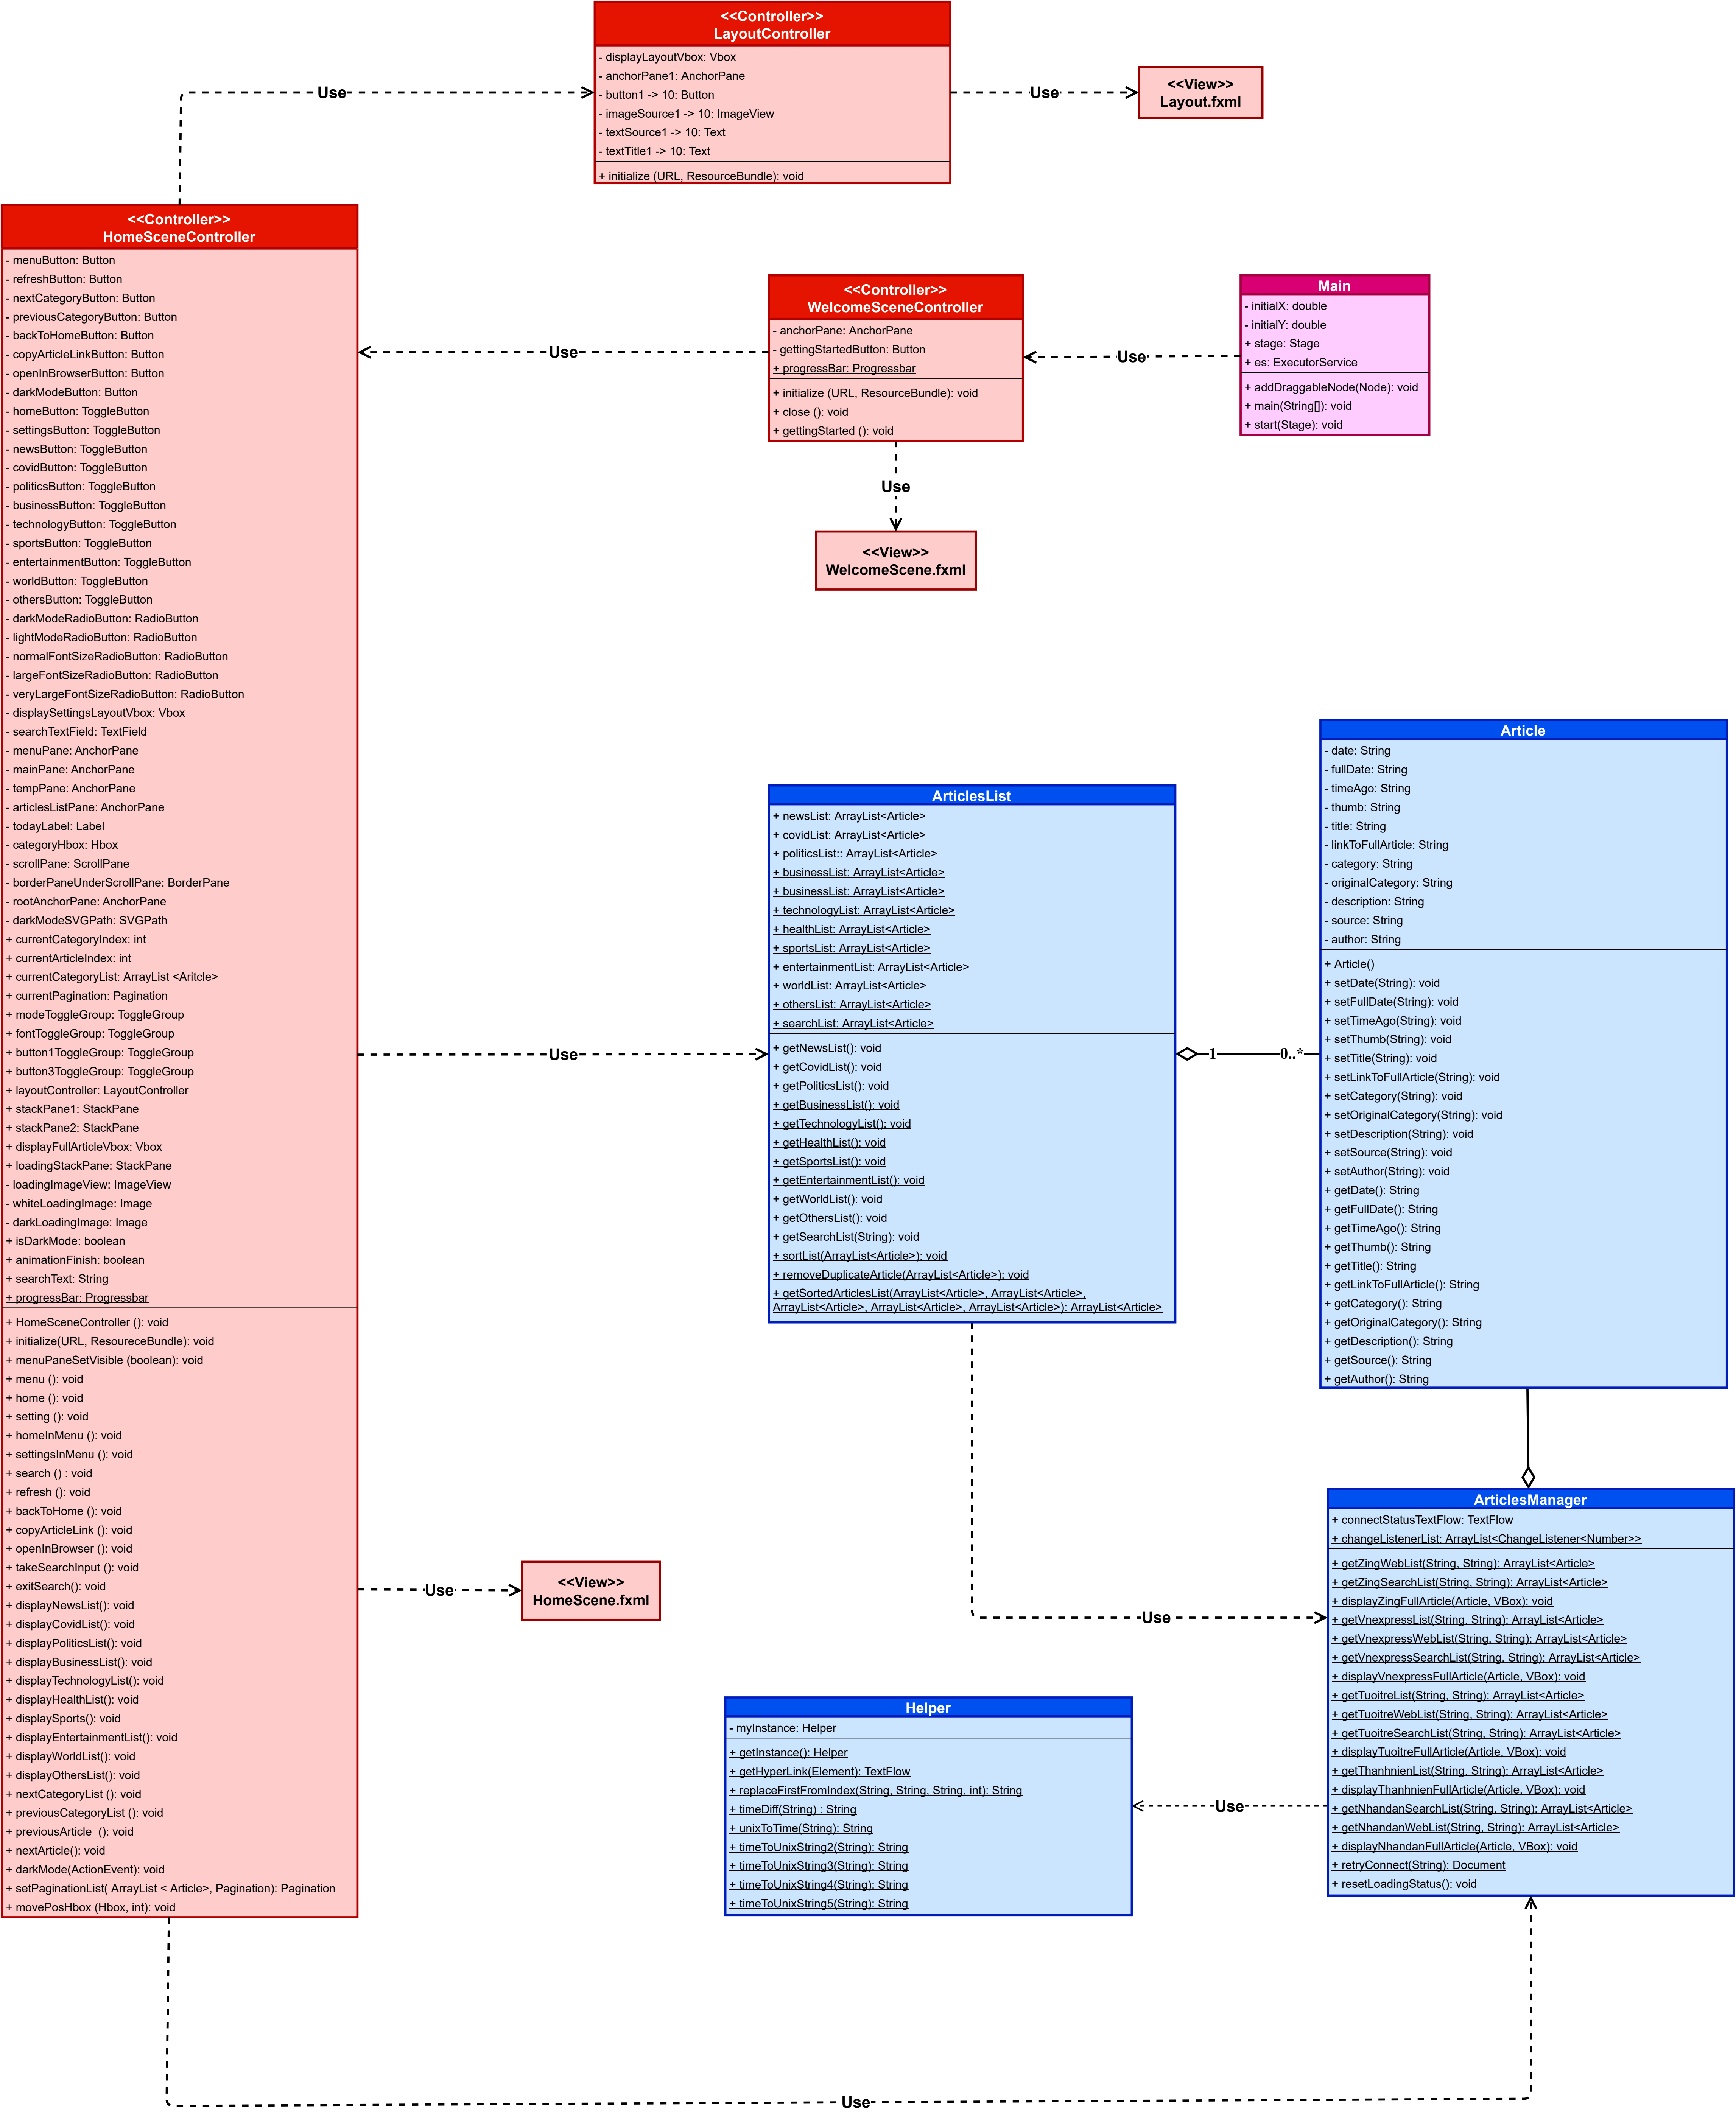 <<Controller>>
LayoutController
- displayLayoutVbox: Vbox
- anchorPane1: AnchorPane
- button1 -> 10: Button
- imageSource1 -> 10: ImageView
- textSource1 -> 10: Text
- textTitle1 -> 10: Text
+ initialize (URL, ResourceBundle): void
Use
Use
<<View>>
Layout.fxml
<<Controller>>
HomeSceneController
- menuButton: Button
- refreshButton: Button
- nextCategoryButton: Button
- previousCategoryButton: Button
- backToHomeButton: Button
- copyArticleLinkButton: Button
- openInBrowserButton: Button
- darkModeButton: Button
- homeButton: ToggleButton
- settingsButton: ToggleButton
- newsButton: ToggleButton
- covidButton: ToggleButton
- politicsButton: ToggleButton
- businessButton: ToggleButton
- technologyButton: ToggleButton
- sportsButton: ToggleButton
- entertainmentButton: ToggleButton
- worldButton: ToggleButton
- othersButton: ToggleButton
- darkModeRadioButton: RadioButton
- lightModeRadioButton: RadioButton
- normalFontSizeRadioButton: RadioButton
- largeFontSizeRadioButton: RadioButton
- veryLargeFontSizeRadioButton: RadioButton
- displaySettingsLayoutVbox: Vbox
- searchTextField: TextField
- menuPane: AnchorPane
- mainPane: AnchorPane
- tempPane: AnchorPane
- articlesListPane: AnchorPane
- todayLabel: Label
- categoryHbox: Hbox
- scrollPane: ScrollPane
- borderPaneUnderScrollPane: BorderPane
- rootAnchorPane: AnchorPane
- darkModeSVGPath: SVGPath
+ currentCategoryIndex: int
+ currentArticleIndex: int
+ currentCategoryList: ArrayList <Aritcle>
+ currentPagination: Pagination
+ modeToggleGroup: ToggleGroup
+ fontToggleGroup: ToggleGroup
+ button1ToggleGroup: ToggleGroup
+ button3ToggleGroup: ToggleGroup
+ layoutController: LayoutController
+ stackPane1: StackPane
+ stackPane2: StackPane
+ displayFullArticleVbox: Vbox
+ loadingStackPane: StackPane
- loadingImageView: ImageView
- whiteLoadingImage: Image
- darkLoadingImage: Image
+ isDarkMode: boolean
+ animationFinish: boolean
+ searchText: String
+ progressBar: Progressbar
+ HomeSceneController (): void
+ initialize(URL, ResoureceBundle): void
+ menuPaneSetVisible (boolean): void
+ menu (): void
+ home (): void
+ setting (): void
+ homeInMenu (): void
+ settingsInMenu (): void
+ search () : void
+ refresh (): void
+ backToHome (): void
+ copyArticleLink (): void
+ openInBrowser (): void
+ takeSearchInput (): void
+ exitSearch(): void
+ displayNewsList(): void
+ displayCovidList(): void
+ displayPoliticsList(): void
+ displayBusinessList(): void
+ displayTechnologyList(): void
+ displayHealthList(): void
+ displaySports(): void
+ displayEntertainmentList(): void
+ displayWorldList(): void
+ displayOthersList(): void
+ nextCategoryList (): void
+ previousCategoryList (): void
+ previousArticle  (): void
+ nextArticle(): void
+ darkMode(ActionEvent): void
+ setPaginationList( ArrayList < Article>, Pagination): Pagination
+ movePosHbox (Hbox, int): void
Use
<<Controller>>
WelcomeSceneController
- anchorPane: AnchorPane
- gettingStartedButton: Button
+ progressBar: Progressbar
+ initialize (URL, ResourceBundle): void
+ close (): void
+ gettingStarted (): void
Use
Main
- initialX: double
- initialY: double
+ stage: Stage
+ es: ExecutorService
+ addDraggableNode(Node): void
+ main(String[]): void
+ start(Stage): void
Use
<<View>>
WelcomeScene.fxml
Use
ArticlesList
+ newsList: ArrayList<Article>
+ covidList: ArrayList<Article>
+ politicsList:: ArrayList<Article>
+ businessList: ArrayList<Article>
+ businessList: ArrayList<Article>
+ technologyList: ArrayList<Article>
+ healthList: ArrayList<Article>
+ sportsList: ArrayList<Article>
+ entertainmentList: ArrayList<Article>
+ worldList: ArrayList<Article>
+ othersList: ArrayList<Article>
+ searchList: ArrayList<Article>
+ getNewsList(): void
+ getCovidList(): void
+ getPoliticsList(): void
+ getBusinessList(): void
+ getTechnologyList(): void
+ getHealthList(): void
+ getSportsList(): void
+ getEntertainmentList(): void
+ getWorldList(): void
+ getOthersList(): void
+ getSearchList(String): void
+ sortList(ArrayList<Article>): void
+ removeDuplicateArticle(ArrayList<Article>): void
+ getSortedArticlesList(ArrayList<Article>, ArrayList<Article>,
ArrayList<Article>, ArrayList<Article>, ArrayList<Article>): ArrayList<Article>
1
0..*
Article
- date: String
- fullDate: String
- timeAgo: String
- thumb: String
- title: String
- linkToFullArticle: String
- category: String
- originalCategory: String
- description: String
- source: String
- author: String
+ Article()
+ setDate(String): void
+ setFullDate(String): void
+ setTimeAgo(String): void
+ setThumb(String): void
+ setTitle(String): void
+ setLinkToFullArticle(String): void
+ setCategory(String): void
+ setOriginalCategory(String): void
+ setDescription(String): void
+ setSource(String): void
+ setAuthor(String): void
+ getDate(): String
+ getFullDate(): String
+ getTimeAgo(): String
+ getThumb(): String
+ getTitle(): String
+ getLinkToFullArticle(): String
+ getCategory(): String
+ getOriginalCategory(): String
+ getDescription(): String
+ getSource(): String
+ getAuthor(): String
Use
<<View>>
HomeScene.fxml
Use
ArticlesManager
+ connectStatusTextFlow: TextFlow
+ changeListenerList: ArrayList<ChangeListener<Number>>
+ getZingWebList(String, String): ArrayList<Article>
+ getZingSearchList(String, String): ArrayList<Article>
+ displayZingFullArticle(Article, VBox): void
+ getVnexpressList(String, String): ArrayList<Article>
+ getVnexpressWebList(String, String): ArrayList<Article>
+ getVnexpressSearchList(String, String): ArrayList<Article>
+ displayVnexpressFullArticle(Article, VBox): void
+ getTuoitreList(String, String): ArrayList<Article>
+ getTuoitreWebList(String, String): ArrayList<Article>
+ getTuoitreSearchList(String, String): ArrayList<Article>
+ displayTuoitreFullArticle(Article, VBox): void
+ getThanhnienList(String, String): ArrayList<Article>
+ displayThanhnienFullArticle(Article, VBox): void
+ getNhandanSearchList(String, String): ArrayList<Article>
+ getNhandanWebList(String, String): ArrayList<Article>
+ displayNhandanFullArticle(Article, VBox): void
+ retryConnect(String): Document
+ resetLoadingStatus(): void
Helper
- myInstance: Helper
+ getInstance(): Helper
+ getHyperLink(Element): TextFlow
+ replaceFirstFromIndex(String, String, String, int): String
+ timeDiff(String) : String
+ unixToTime(String): String
+ timeToUnixString2(String): String
+ timeToUnixString3(String): String
+ timeToUnixString4(String): String
+ timeToUnixString5(String): String
Use
Use